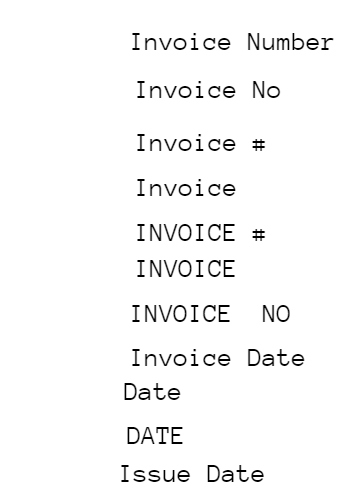 Invoice Number
Invoice No
Invoice #
Invoice
INVOICE #
INVOICE
INVOICE  NO
Invoice Date
Date
DATE
Issue Date